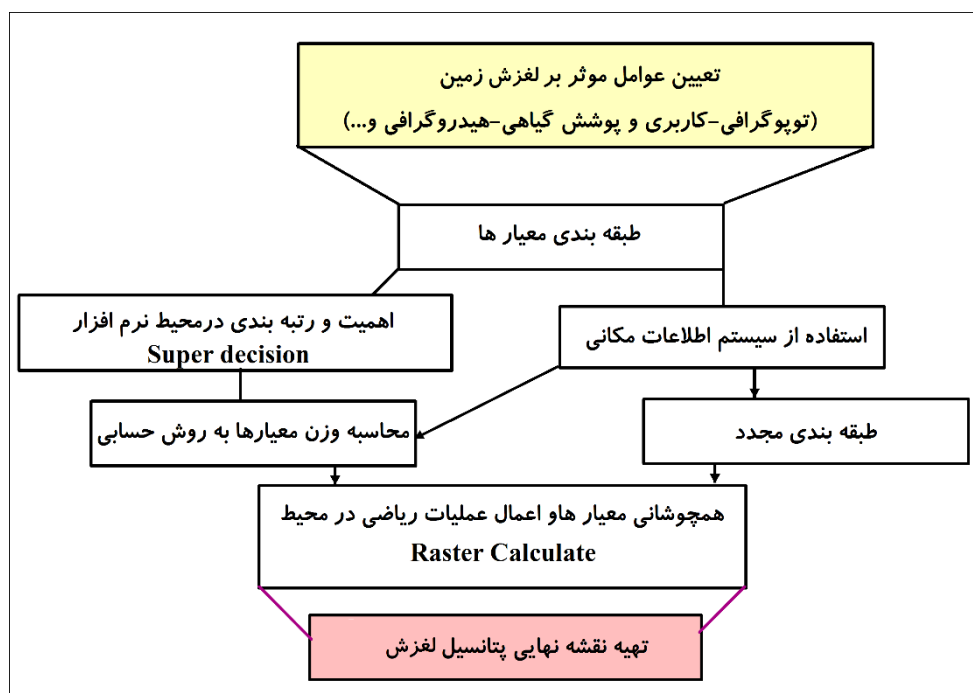 تعیین عوامل موثر بر لغزش زمین
(توپوگرافی-کاربری و پوشش گیاهی-هیدروگرافی و...)
طبقه بندی معیار ها
اهمیت و رتبه بندی درمحیط نرم افزار
Super decision
استفاده از سیستم اطلاعات مکانی
محاسبه وزن معیارها به روش حسابی
طبقه بندی مجدد
همچوشانی معیار هاو اعمال عملیات ریاضی در محیط
Raster Calculate
تهیه نقشه نهایی پتانسیل لغزش